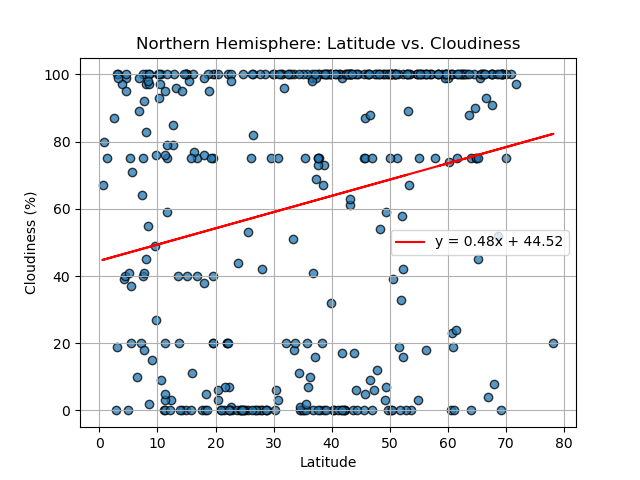 Northern Hemisphere: Latitude vs. Cloudiness
100
80
60
40
20
0
Cloudiness (%)
y = 0.48x + 44.52
0 10 20 30 40 50 60 70 80
Latitude